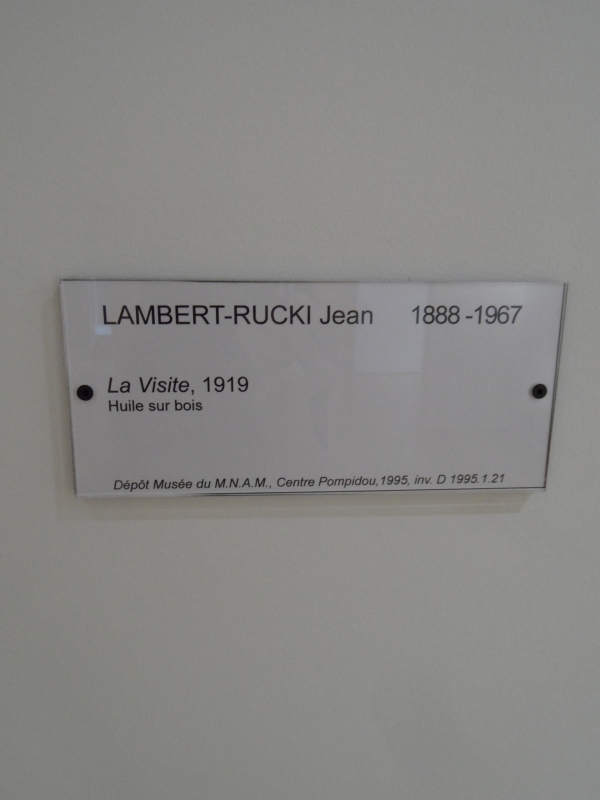 LAMBERT-RUCKI Jean 1888 -1967
La Visite, 1919
Huile sur bois
Dépôt Musée du M.N.A.M., Centre Pompidou,1995, inv. D 1995.1.21